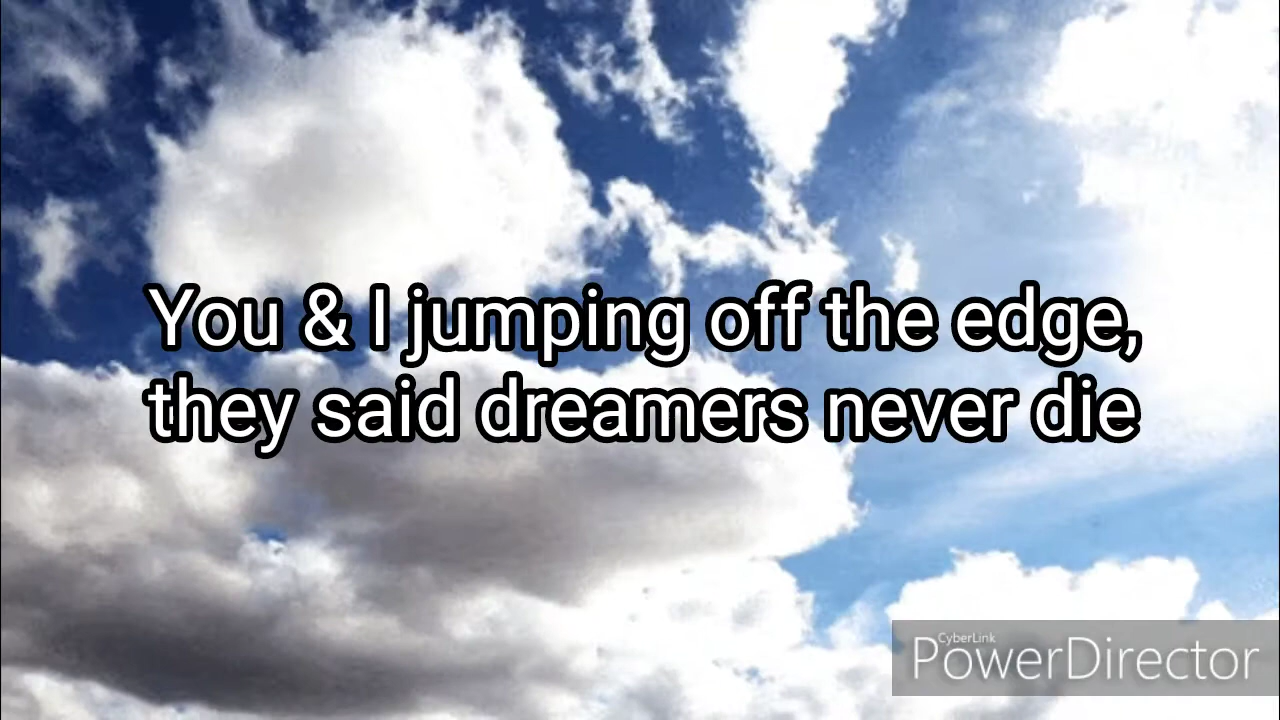 You & I jumping off the edge,
they said dreamers never die
CyberLink
PowerDirector